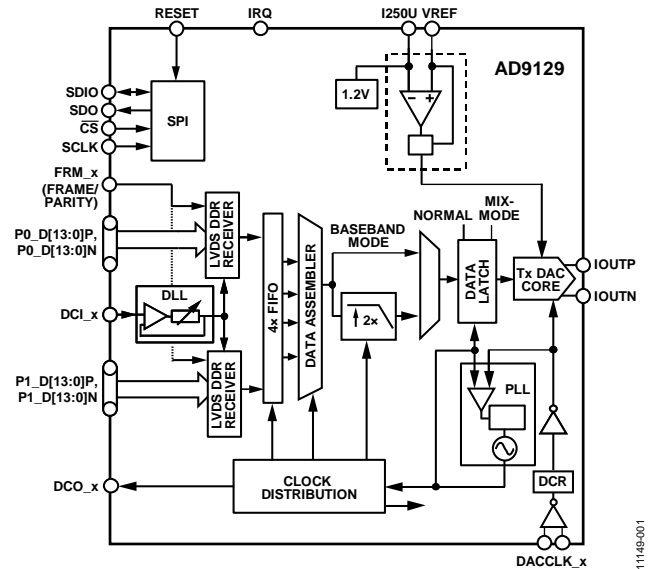 RESET
IRQ
I250U VREF
AD9129
1.2V
SDIO
SDO
CS
SCLK
SPI
FRM_x
(FRAME/
PARITY)
P0_D[13:0]P,
P0_D[13:0]N
LVDS DDR
RECEIVER
DLL
DCI_x
P1_D[13:0]P,
P1_D[13:0]N
LVDS DDR
RECEIVER
4× FIFO
DATA ASSEMBLER
BASEBAND
MODE
2×
NORMAL
MIX-
MODE
DATA
LATCH
Tx DAC
CORE
IOUTP
IOUTN
PLL
DCO_x
CLOCK
DISTRIBUTION
DCR
DACCLK_x
11149-001